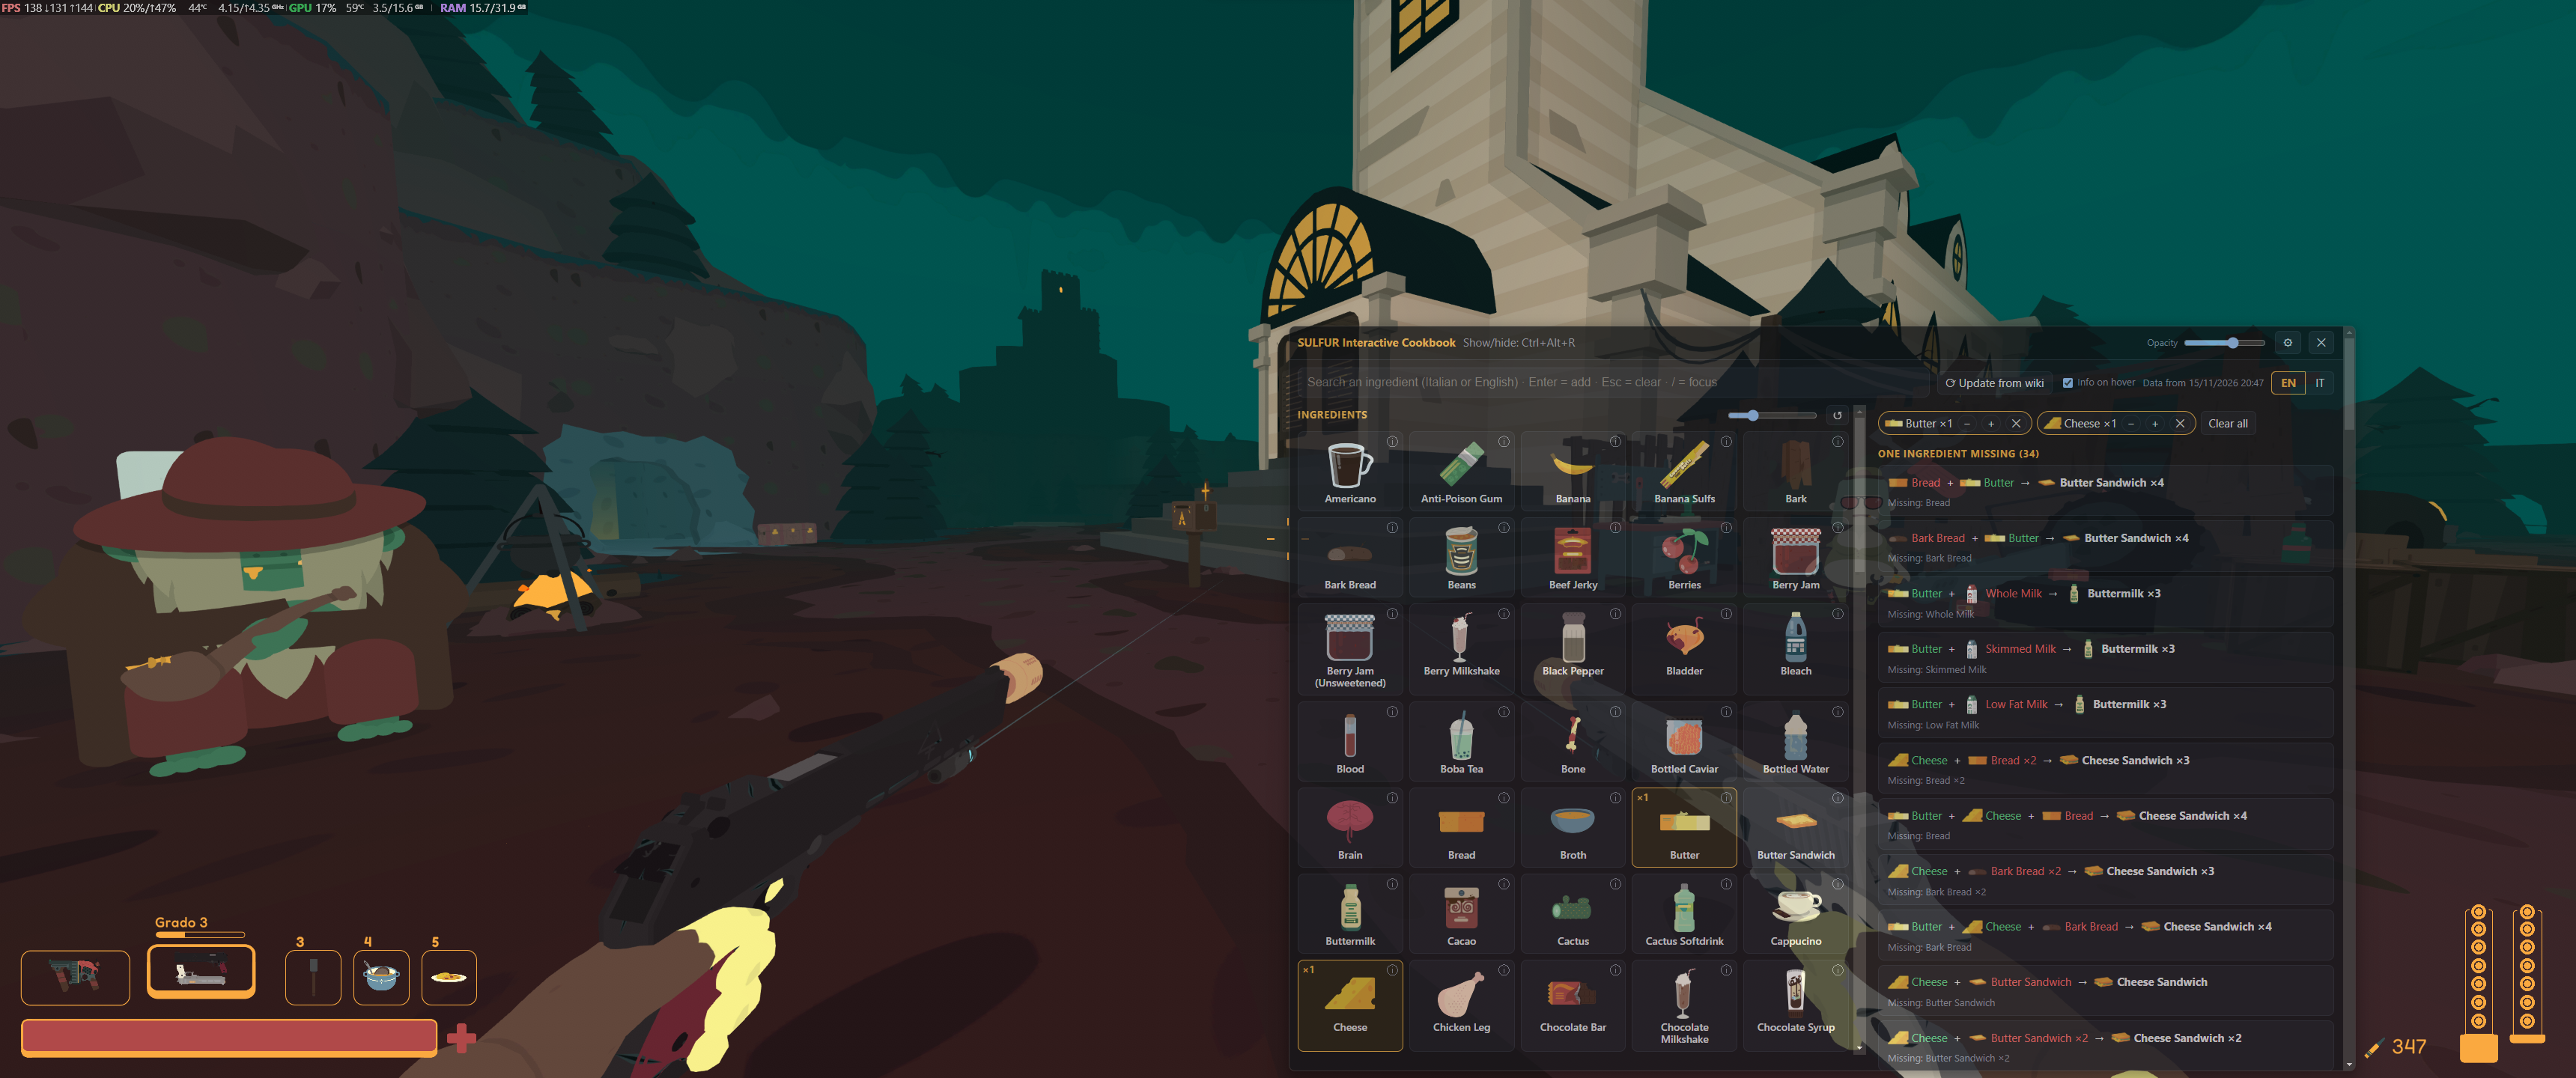 FPS 138 ↓131 ↑144 CPU 20%/↑47% 44°C 4.15/↑4.35 GHz GPU 17% 59°C 3.5/15.6 GB RAM 15.7/31.9 GB
SULFUR Interactive Cookbook Show/hide: Ctrl+Alt+R
Opacity
Search an ingredient (Italian or English) · Enter = add · Esc = clear · / = focus
Update from wiki
Info on hover
Data from 15/11/2026 20:47
EN IT
INGREDIENTS
Americano
Anti-Poison Gum
Banana
Banana Sulfs
Bark
Bark Bread
Beans
Beef Jerky
Berries
Berry Jam
Berry Jam
(Unsweetened)
Berry Milkshake
Black Pepper
Bladder
Bleach
Blood
Boba Tea
Bone
Bottled Caviar
Bottled Water
Brain
Bread
Broth
×1
Butter
Butter Sandwich
Buttermilk
Cacao
Cactus
Cactus Softdrink
Cappucino
×1
Cheese
Chicken Leg
Chocolate Bar
Chocolate
Milkshake
Chocolate Syrup
Butter ×1 − +
Cheese ×1 − +
Clear all
ONE INGREDIENT MISSING (34)
Bread + Butter → Butter Sandwich ×4
Missing: Bread
Bark Bread + Butter → Butter Sandwich ×4
Missing: Bark Bread
Butter + Whole Milk → Buttermilk ×3
Missing: Whole Milk
Butter + Skimmed Milk → Buttermilk ×3
Missing: Skimmed Milk
Butter + Low Fat Milk → Buttermilk ×3
Missing: Low Fat Milk
Cheese + Bread ×2 → Cheese Sandwich ×3
Missing: Bread ×2
Butter + Cheese + Bread → Cheese Sandwich ×4
Missing: Bread
Cheese + Bark Bread ×2 → Cheese Sandwich ×3
Missing: Bark Bread ×2
Butter + Cheese + Bark Bread → Cheese Sandwich ×4
Missing: Bark Bread
Cheese + Butter Sandwich → Cheese Sandwich
Missing: Butter Sandwich
Cheese + Butter Sandwich ×2 → Cheese Sandwich ×2
Missing: Butter Sandwich ×2
Grado 3
3
4
5
347